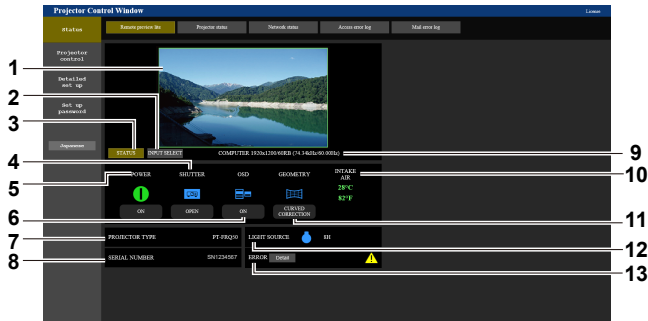 Projector Control Window
License
Status
Remote preview lite
Projector status
Network status
Access error log
Mail error log
Projector
control
Detailed
set up
Set up
password
Japanese
1
2
3
4
5
6
7
8
9
10
11
12
13
STATUS
INPUT SELECT
COMPUTER 1920x1200/60RB (74.34kHz/60.00Hz)
POWER
SHUTTER
OSD
GEOMETRY
INTAKE
AIR
28°C
82°F
ON
OPEN
ON
CURVED
CORRECTION
PROJECTOR TYPE
PT-FRQ50
LIGHT SOURCE
8H
SERIAL NUMBER
SN1234567
ERROR
Detail